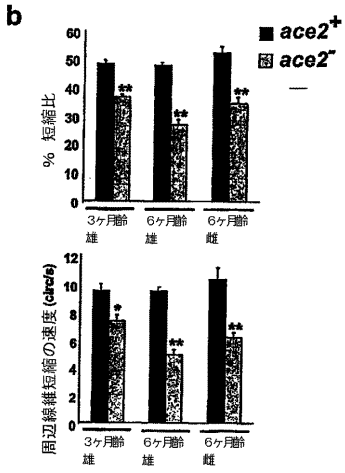 b
60
50
40
30
20
10
0
% 短縮比
ace2+
ace2-
**
**
**
3ヶ月齢 6ヶ月齢 6ヶ月齢
雄 雄 雌
12
10
8
6
4
2
0
周辺線維短縮の速度 (circ/s)
*
**
**
3ヶ月齢 6ヶ月齢 6ヶ月齢
雄 雄 雌